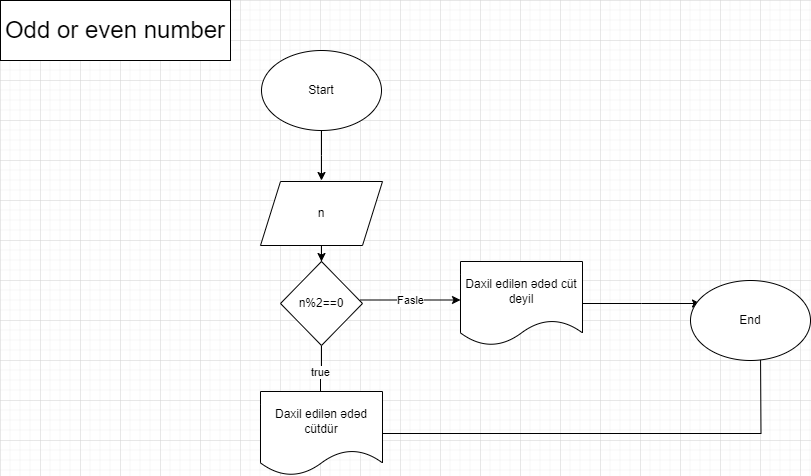 Odd or even number
Start
n
n%2==0
Fasle
Daxil edilən ədəd cüt
deyil
End
true
Daxil edilən ədəd
cütdür